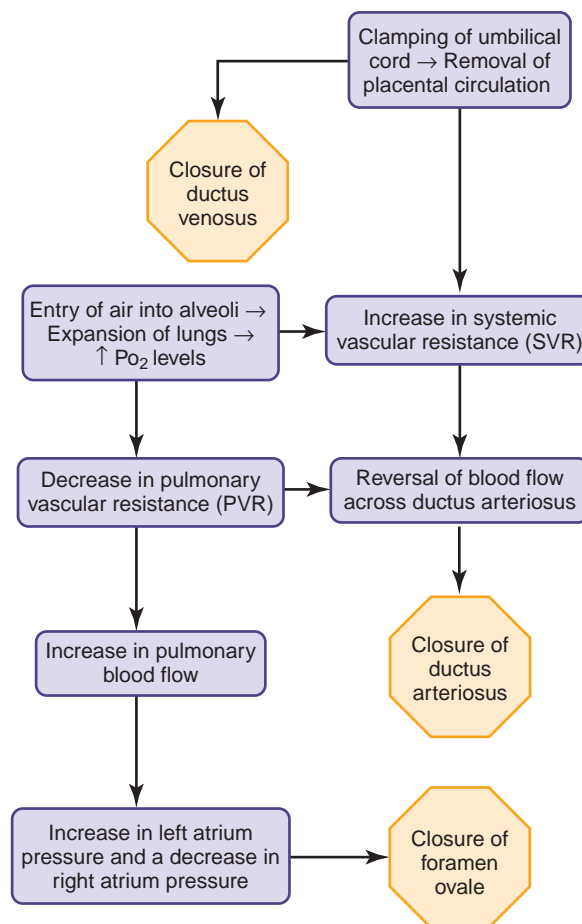 Clamping of umbilical
cord → Removal of
placental circulation
Closure of
ductus
venosus
Entry of air into alveoli →
Expansion of lungs →
↑ Po₂ levels
Increase in systemic
vascular resistance (SVR)
Decrease in pulmonary
vascular resistance (PVR)
Reversal of blood flow
across ductus arteriosus
Increase in pulmonary
blood flow
Closure of
ductus
arteriosus
Increase in left atrium
pressure and a decrease in
right atrium pressure
Closure of
foramen
ovale